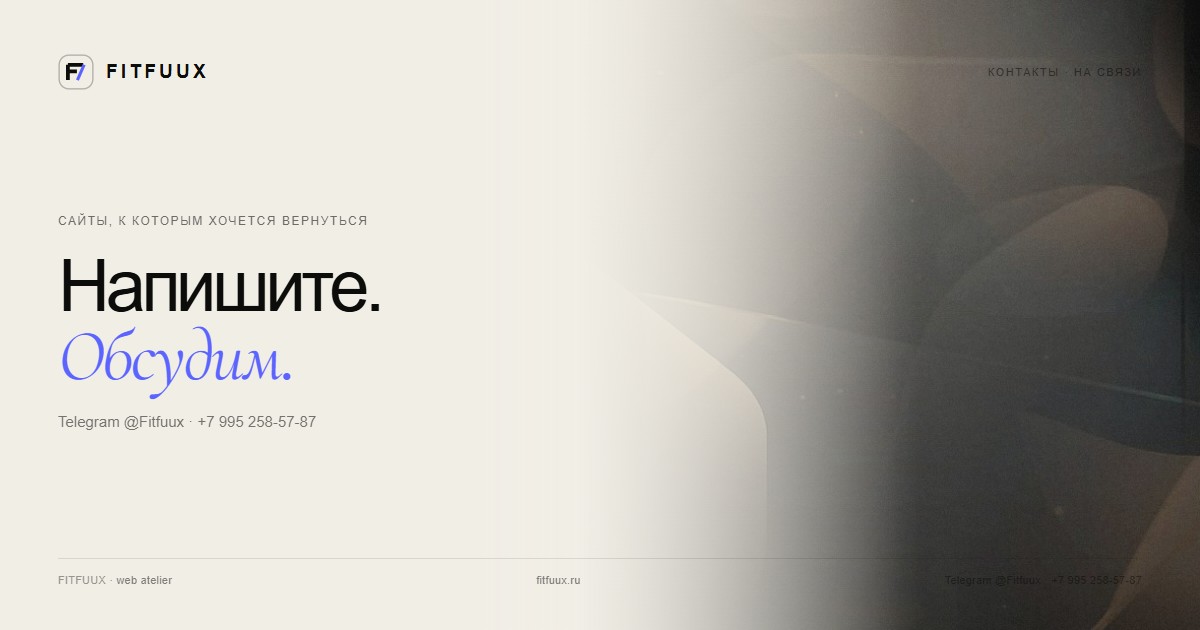 FITFUUX
КОНТАКТЫ · НА СВЯЗИ
САЙТЫ, К КОТОРЫМ ХОЧЕТСЯ ВЕРНУТЬСЯ
Напишите.
Обсудим.
Telegram @Fitfuux · +7 995 258-57-87
FITFUUX · web atelier
fitfuux.ru
Telegram @Fitfuux · +7 995 258-57-87